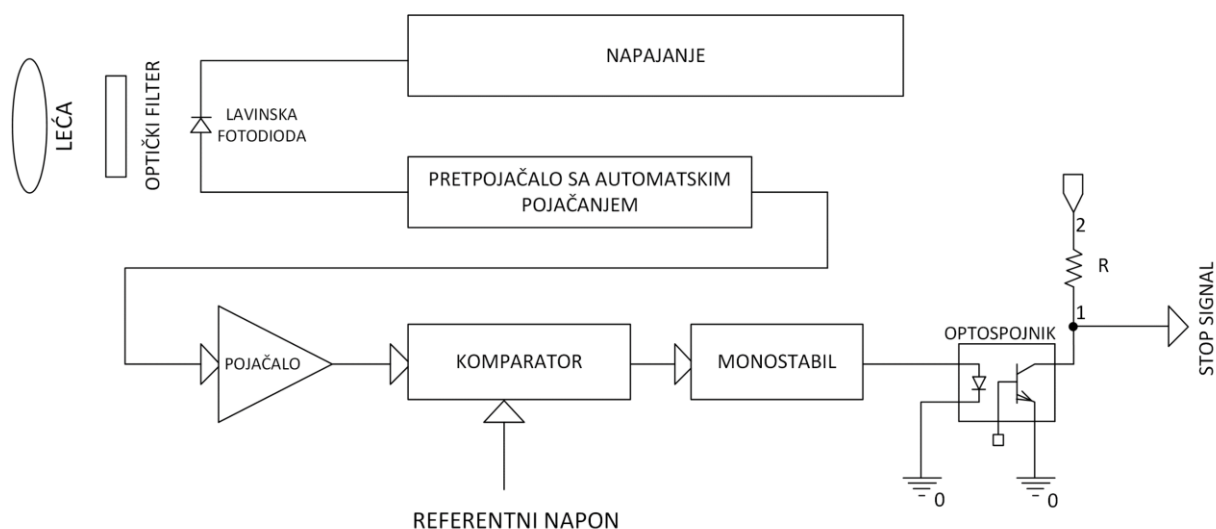 NAPAJANJE
LEĆA
OPTIČKI FILTER
LAVINSKA
FOTODIODA
PRETPOJAČALO SA AUTOMATSKIM
POJAČANJEM
2
R
1
STOP SIGNAL
OPTOSPOJNIK
POJAČALO
KOMPARATOR
MONOSTABIL
0
0
REFERENTNI NAPON